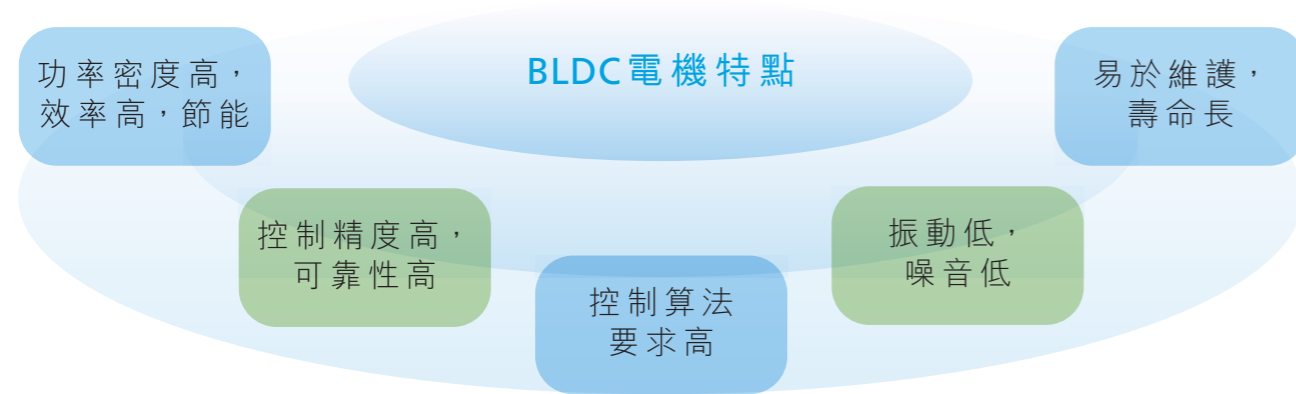 BLDC電機特點
功率密度高，
效率高，節能
控制精度高，
可靠性高
控制算法
要求高
振動低，
噪音低
易於維護，
壽命長